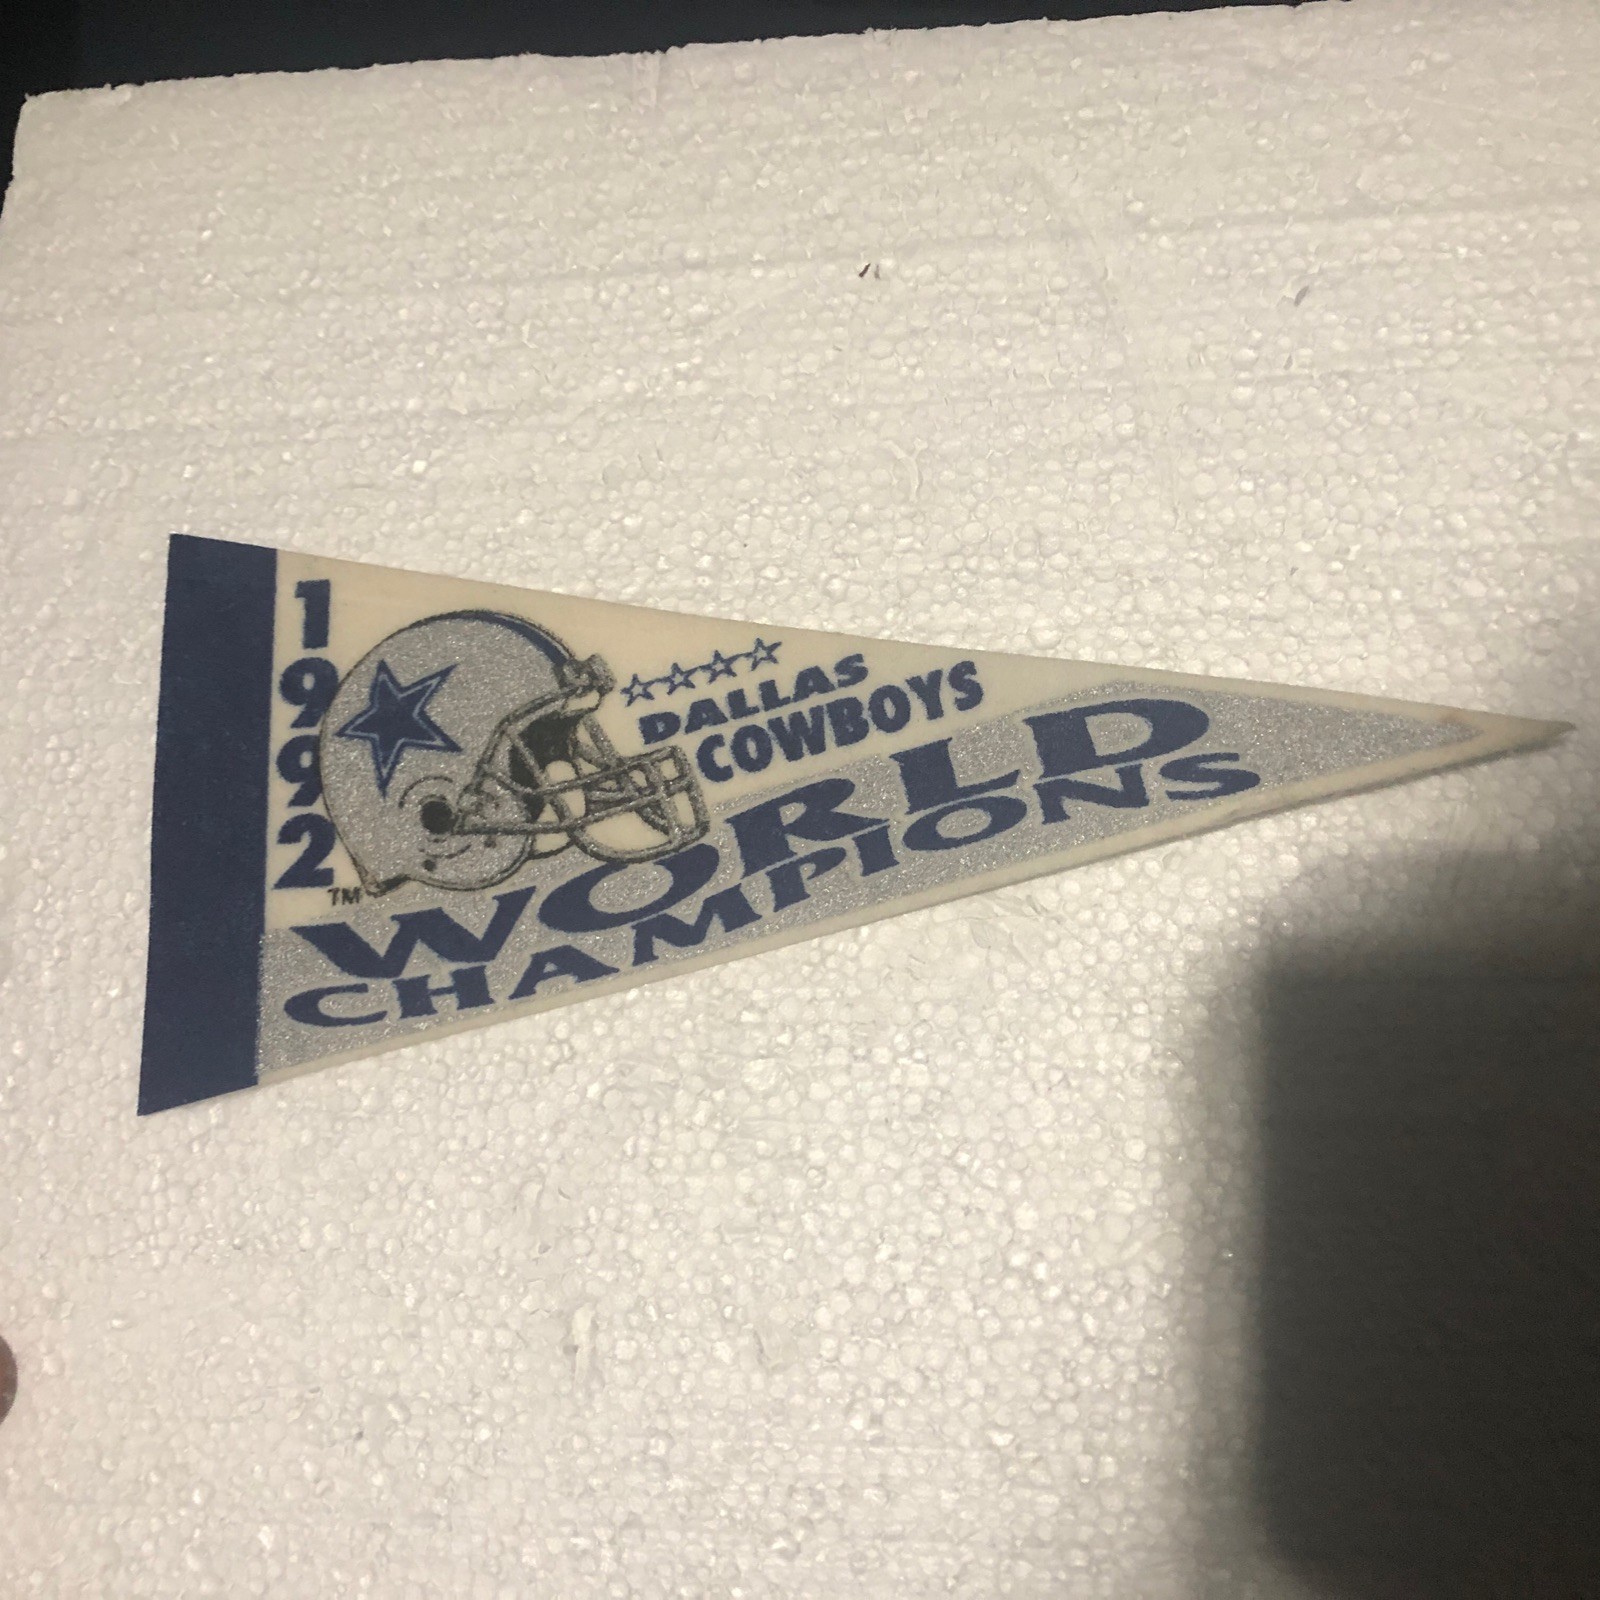 1992
DALLAS
COWBOYS
WORLD
CHAMPIONS
TM